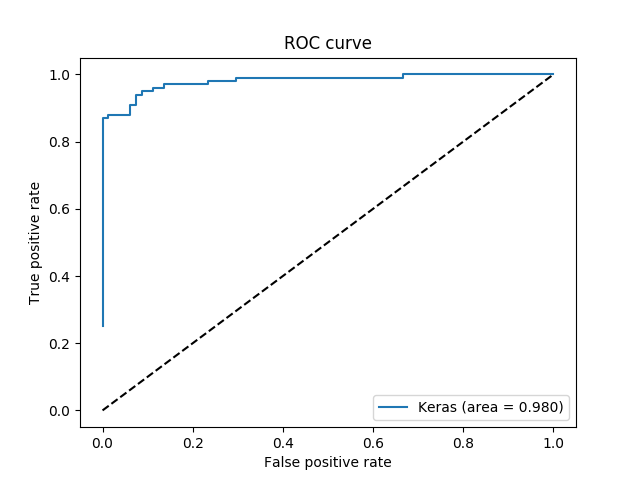 ROC curve
1.0
0.8
0.6
0.4
0.2
0.0
True positive rate
Keras (area = 0.980)
0.0 0.2 0.4 0.6 0.8 1.0
False positive rate